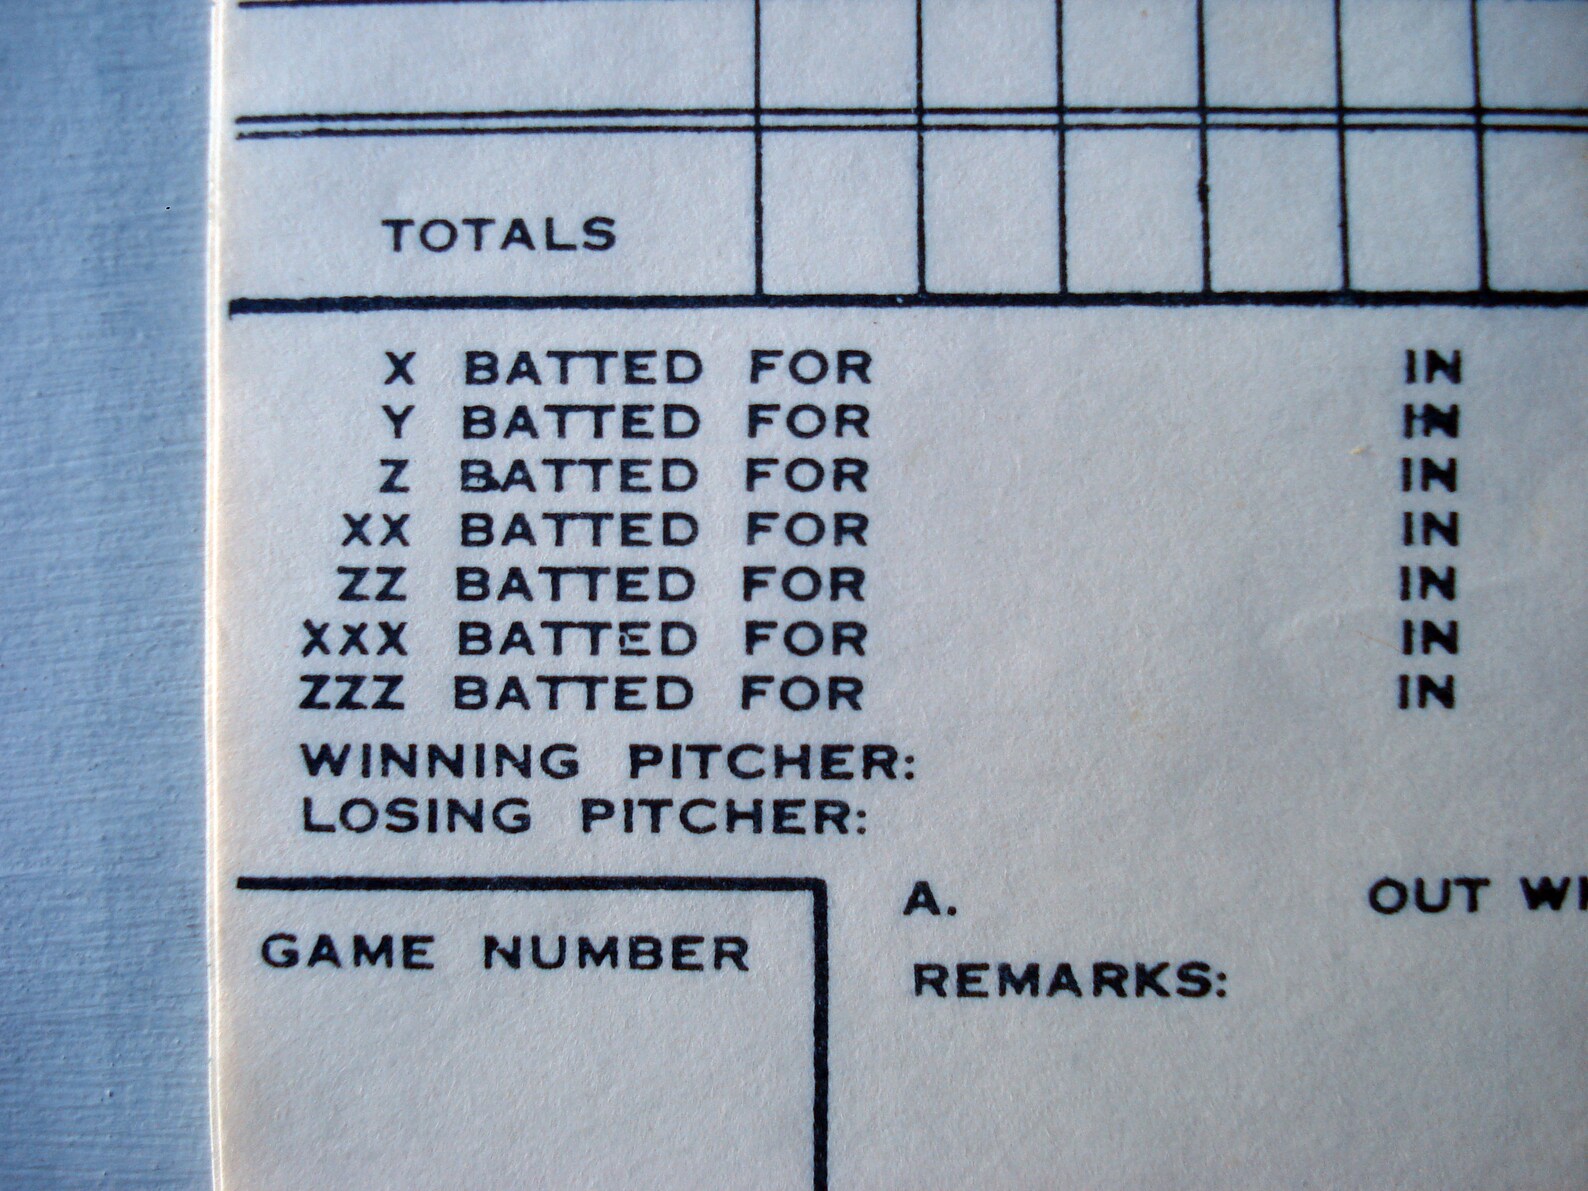 TOTALS
X BATTED FOR IN
Y BATTED FOR IN
Z BATTED FOR IN
XX BATTED FOR IN
ZZ BATTED FOR IN
XXX BATTED FOR IN
ZZZ BATTED FOR IN
WINNING PITCHER:
LOSING PITCHER:
A. OUT
GAME NUMBER
REMARKS: